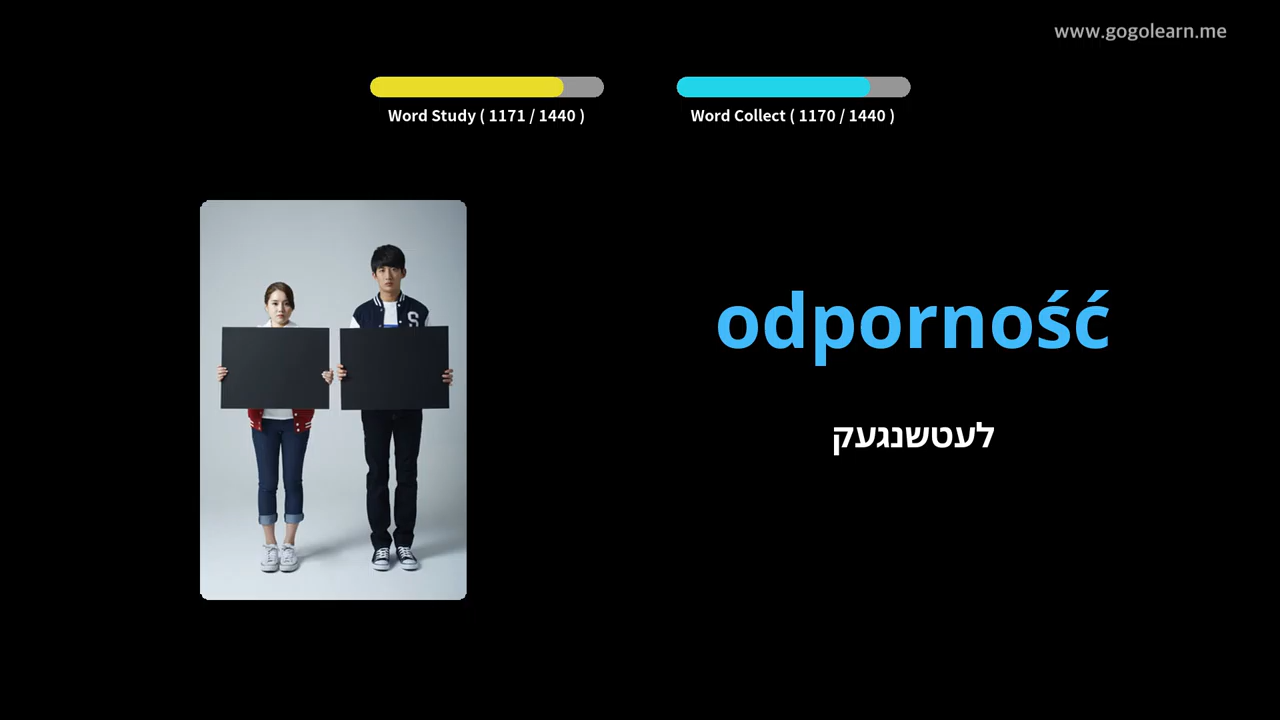 www.gogolearn.me
Word Study ( 1171 / 1440 )
Word Collect ( 1170 / 1440 )
S
odporność
לעטשנגעק